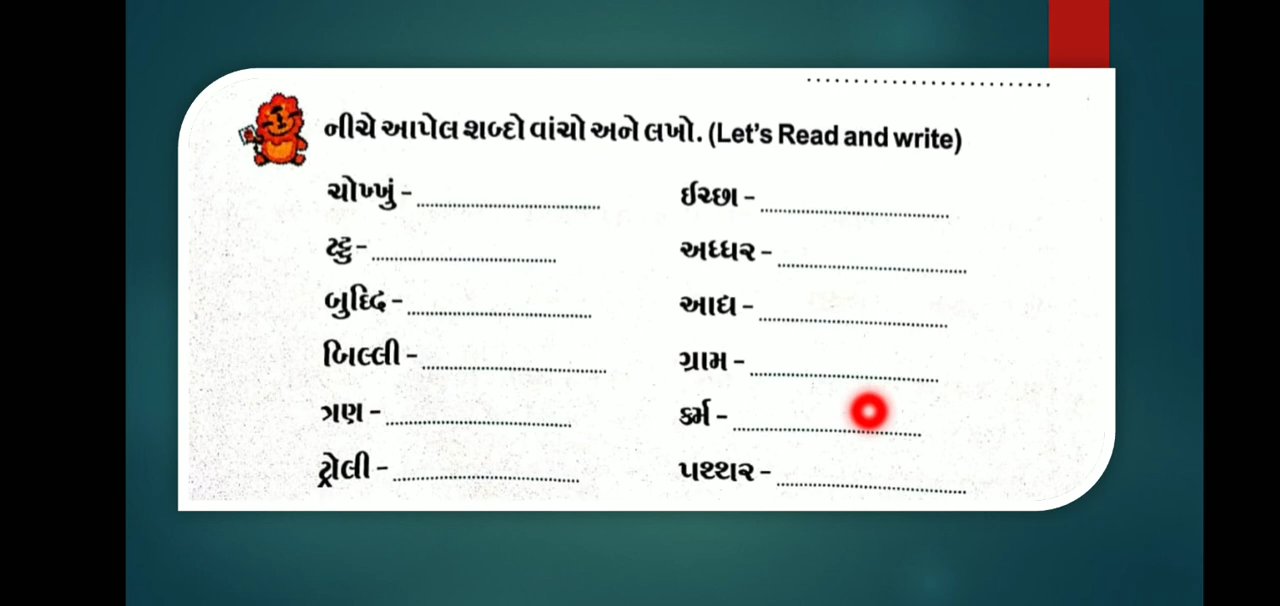 નીચે આપેલ શબ્દો વાંચો અને લખો. (Let's Read and write)
ચોખ્ખું - ઈચ્છા -
ટ્ટુ - અધ્ધર -
બુધ્દિ - આદ્ય -
બિલ્લી - ગ્રામ -
ત્રણ - કર્મ -
ટ્રોલી - પથ્થર -